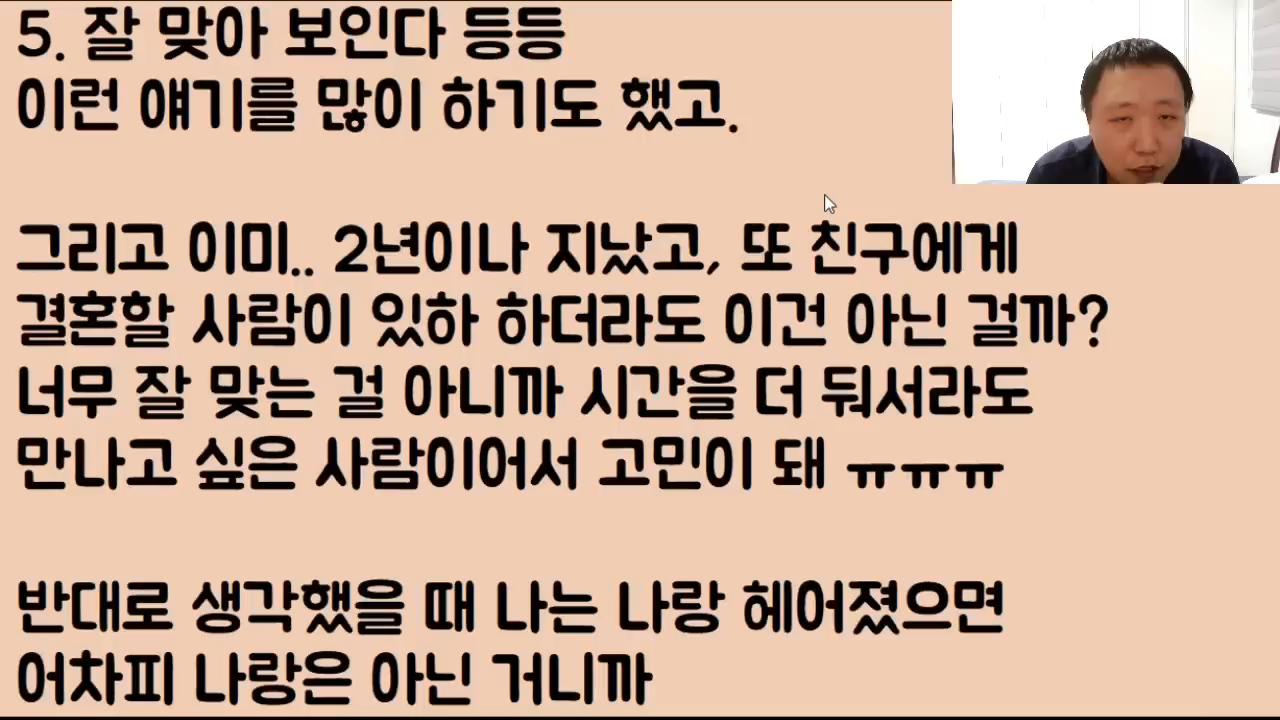 5. 잘 맞아 보인다 등등
이런 얘기를 많이 하기도 했고.
그리고 이미.. 2년이나 지났고, 또 친구에게
결혼할 사람이 있하 하더라도 이건 아닌 걸까?
너무 잘 맞는 걸 아니까 시간을 더 둬서라도
만나고 싶은 사람이어서 고민이 돼 ㅠㅠㅠ
반대로 생각했을 때 나는 나랑 헤어졌으면
어차피 나랑은 아닌 거니까